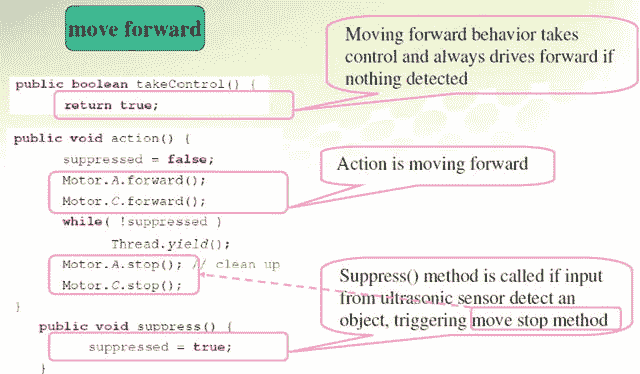 move forward
Moving forward behavior takes
control and always drives forward if
nothing detected
public boolean takeControl() {
return true;
public void action() {
suppressed = false;
Motor.A.forward();
Motor.C.forward();
while( !suppressed )
Thread.yield();
Motor.A.stop(); // clean up
Motor.C.stop();
}
Action is moving forward
Suppress() method is called if input
from ultrasonic sensor detect an
object, triggering move stop method
public void suppress() {
suppressed = true;
}